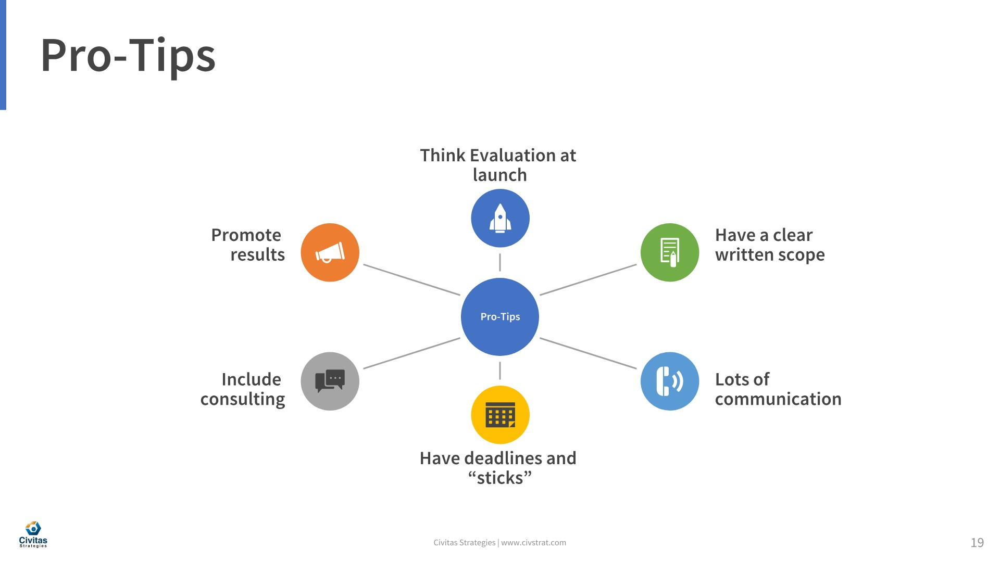 Pro-Tips
Think Evaluation at
launch
Have a clear
written scope
Lots of
communication
Have deadlines and
“sticks”
Include
consulting
Promote
results
Pro-Tips
Civitas
Strategies
Civitas Strategies | www.civstrat.com
19